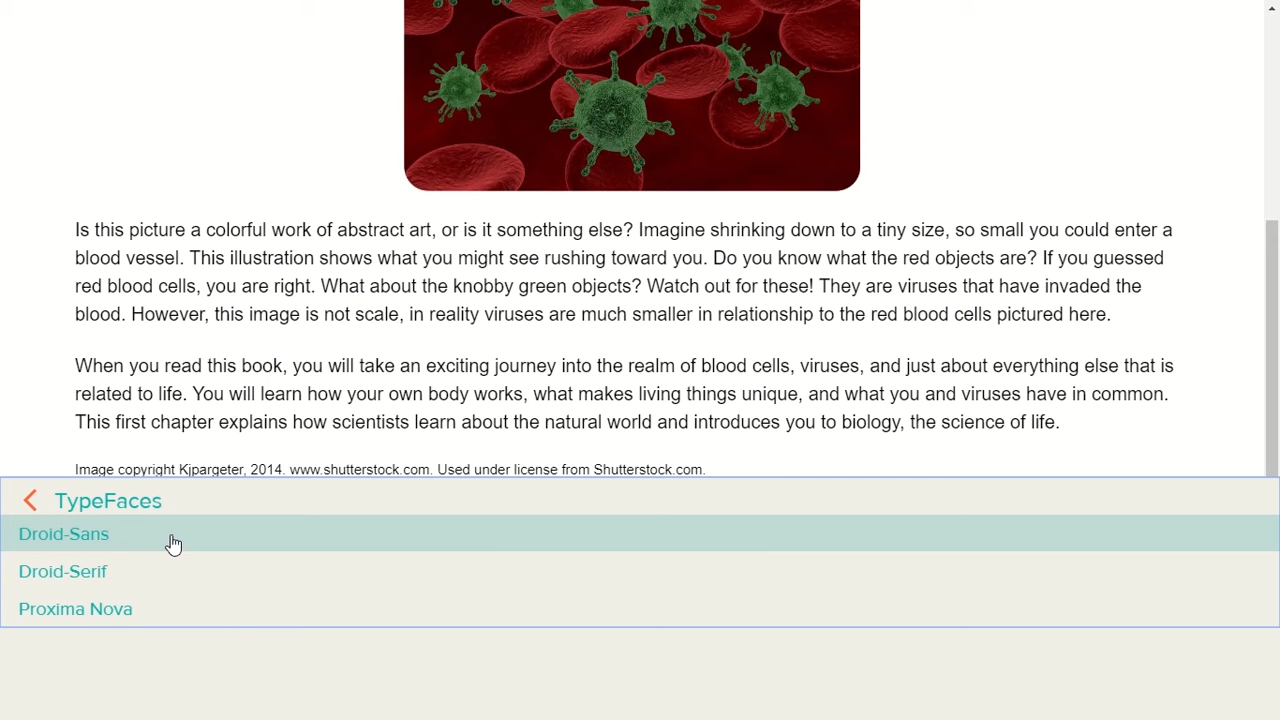 Is this picture a colorful work of abstract art, or is it something else? Imagine shrinking down to a tiny size, so small you could enter a
blood vessel. This illustration shows what you might see rushing toward you. Do you know what the red objects are? If you guessed
red blood cells, you are right. What about the knobby green objects? Watch out for these! They are viruses that have invaded the
blood. However, this image is not scale, in reality viruses are much smaller in relationship to the red blood cells pictured here.
When you read this book, you will take an exciting journey into the realm of blood cells, viruses, and just about everything else that is
related to life. You will learn how your own body works, what makes living things unique, and what you and viruses have in common.
This first chapter explains how scientists learn about the natural world and introduces you to biology, the science of life.
Image copyright Kjpargeter, 2014. www.shutterstock.com. Used under license from Shutterstock.com.
TypeFaces
Droid-Sans
Droid-Serif
Proxima Nova